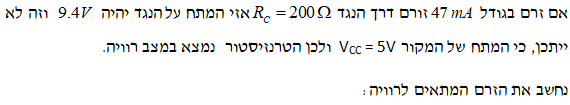 אם זרם בגודל 47 mA זורם דרך הנגד R_C = 200 Ω אזי המתח על הנגד יהיה 9.4V וזה לא
ייתכן, כי המתח של המקור V_CC = 5V ולכן הטרנזיסטור נמצא במצב רוויה.
נחשב את הזרם המתאים לרוויה: